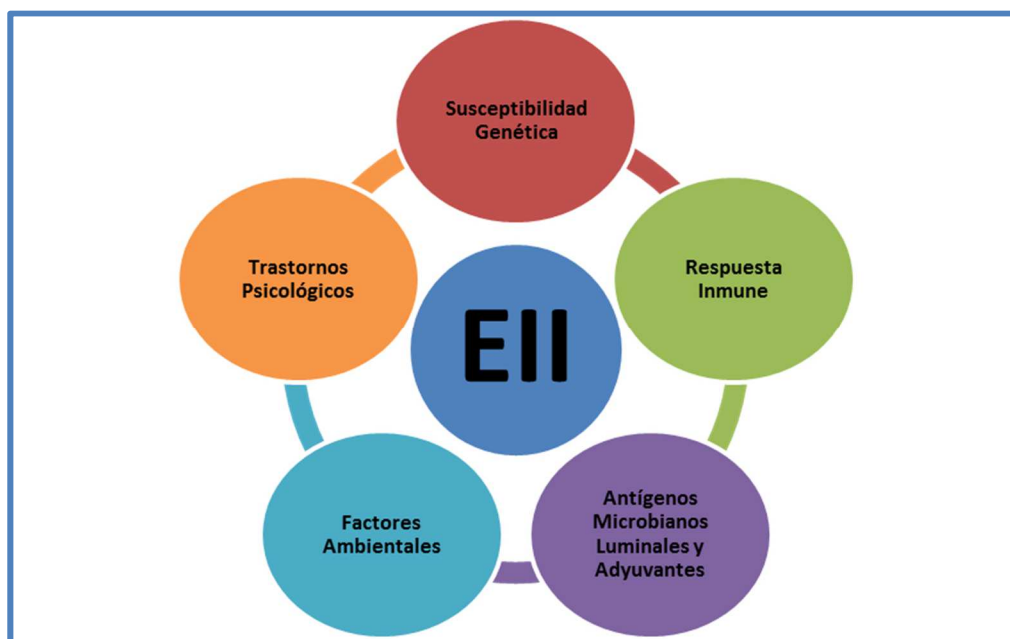 Susceptibilidad
Genética
Trastornos
Psicológicos
Respuesta
Inmune
EII
Factores
Ambientales
Antígenos
Microbianos
Luminales y
Adyuvantes